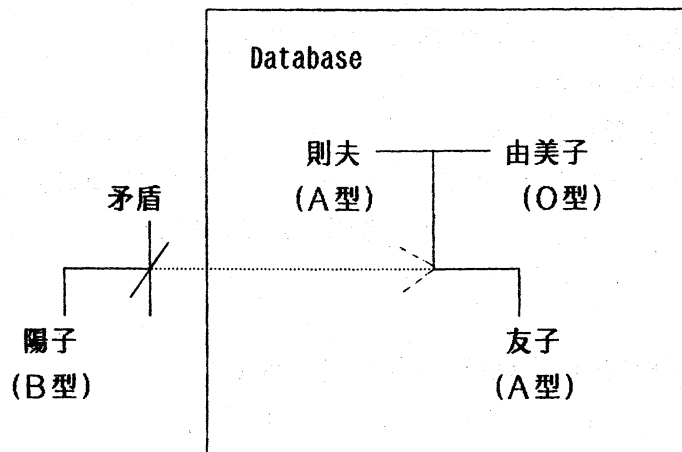 Database
則夫 由美子
(A型) (O型)
矛盾
陽子 友子
(B型) (A型)